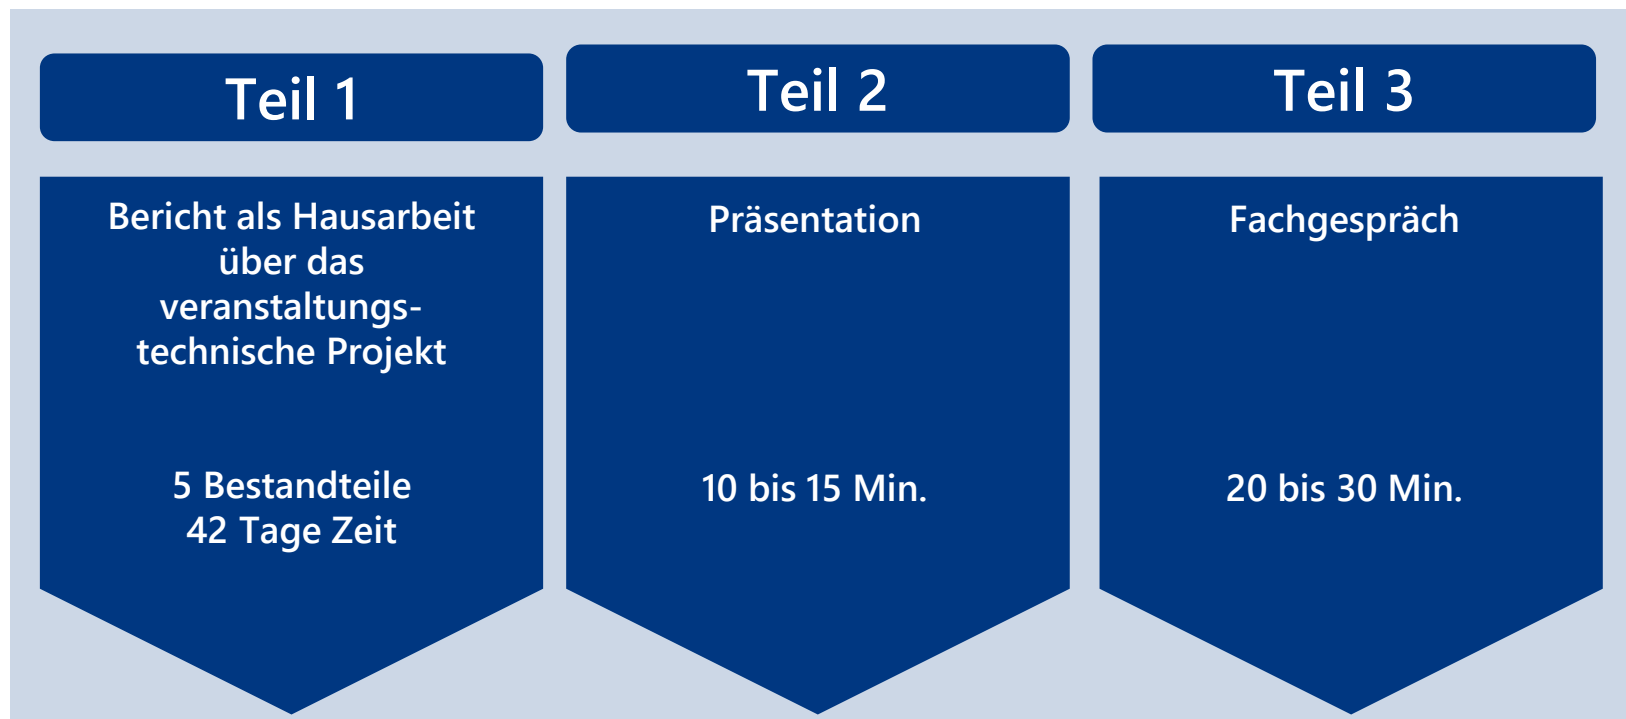 Teil 1
Bericht als Hausarbeit
über das
veranstaltungs-
technische Projekt
5 Bestandteile
42 Tage Zeit
Teil 2
Präsentation
10 bis 15 Min.
Teil 3
Fachgespräch
20 bis 30 Min.